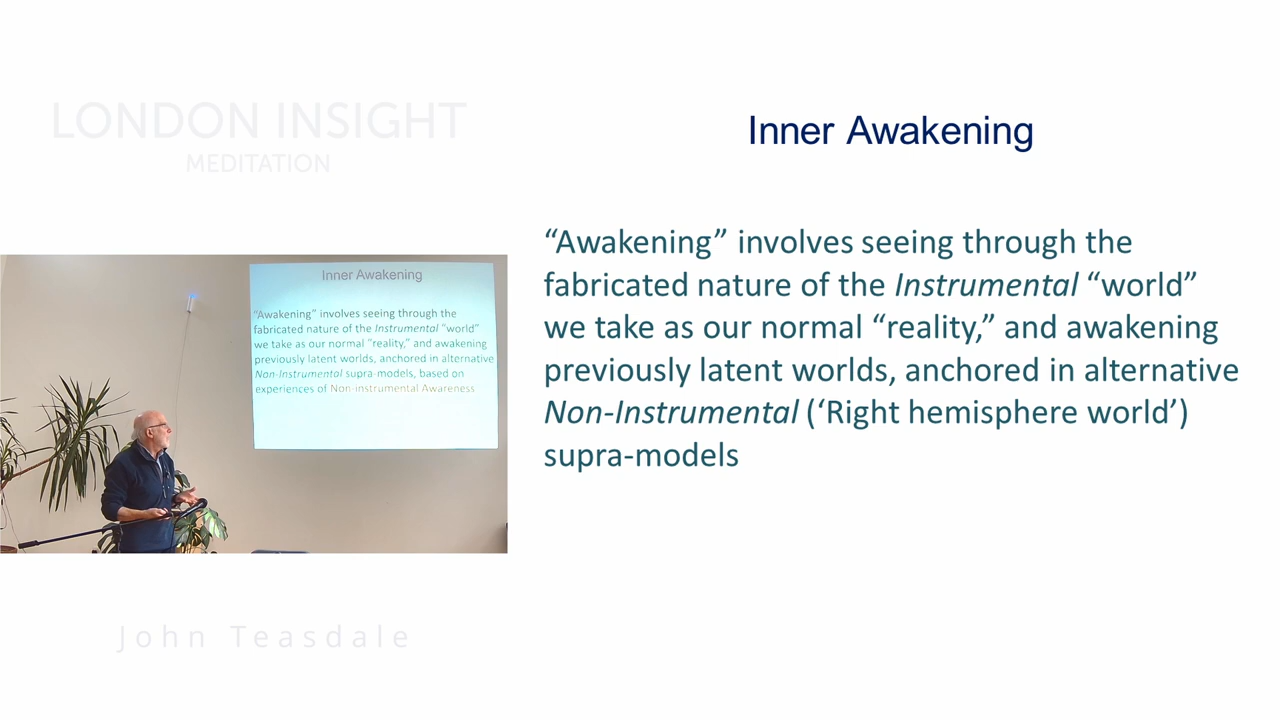 LONDON INSIGHT
MEDITATION
Inner Awakening
“Awakening” involves seeing through the
fabricated nature of the Instrumental “world”
we take as our normal “reality,” and awakening
previously latent worlds, anchored in alternative
Non-Instrumental (‘Right hemisphere world’)
supra-models
Inner Awakening
“Awakening” involves seeing through the
fabricated nature of the Instrumental “world”
we take as our normal “reality,” and awakening
previously latent worlds, anchored in alternative
Non-Instrumental supra-models, based on
experiences of Non-instrumental Awareness
John Teasdale